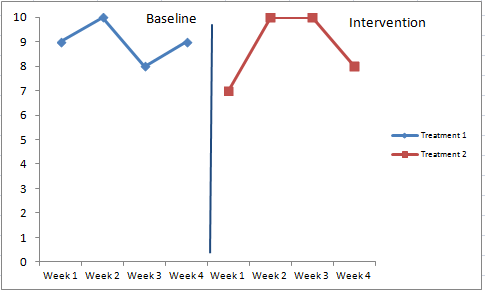 Baseline
Intervention
10
9
8
7
6
5
4
3
2
1
0
Week 1 Week 2 Week 3 Week 4 Week 1 Week 2 Week 3 Week 4
Treatment 1
Treatment 2